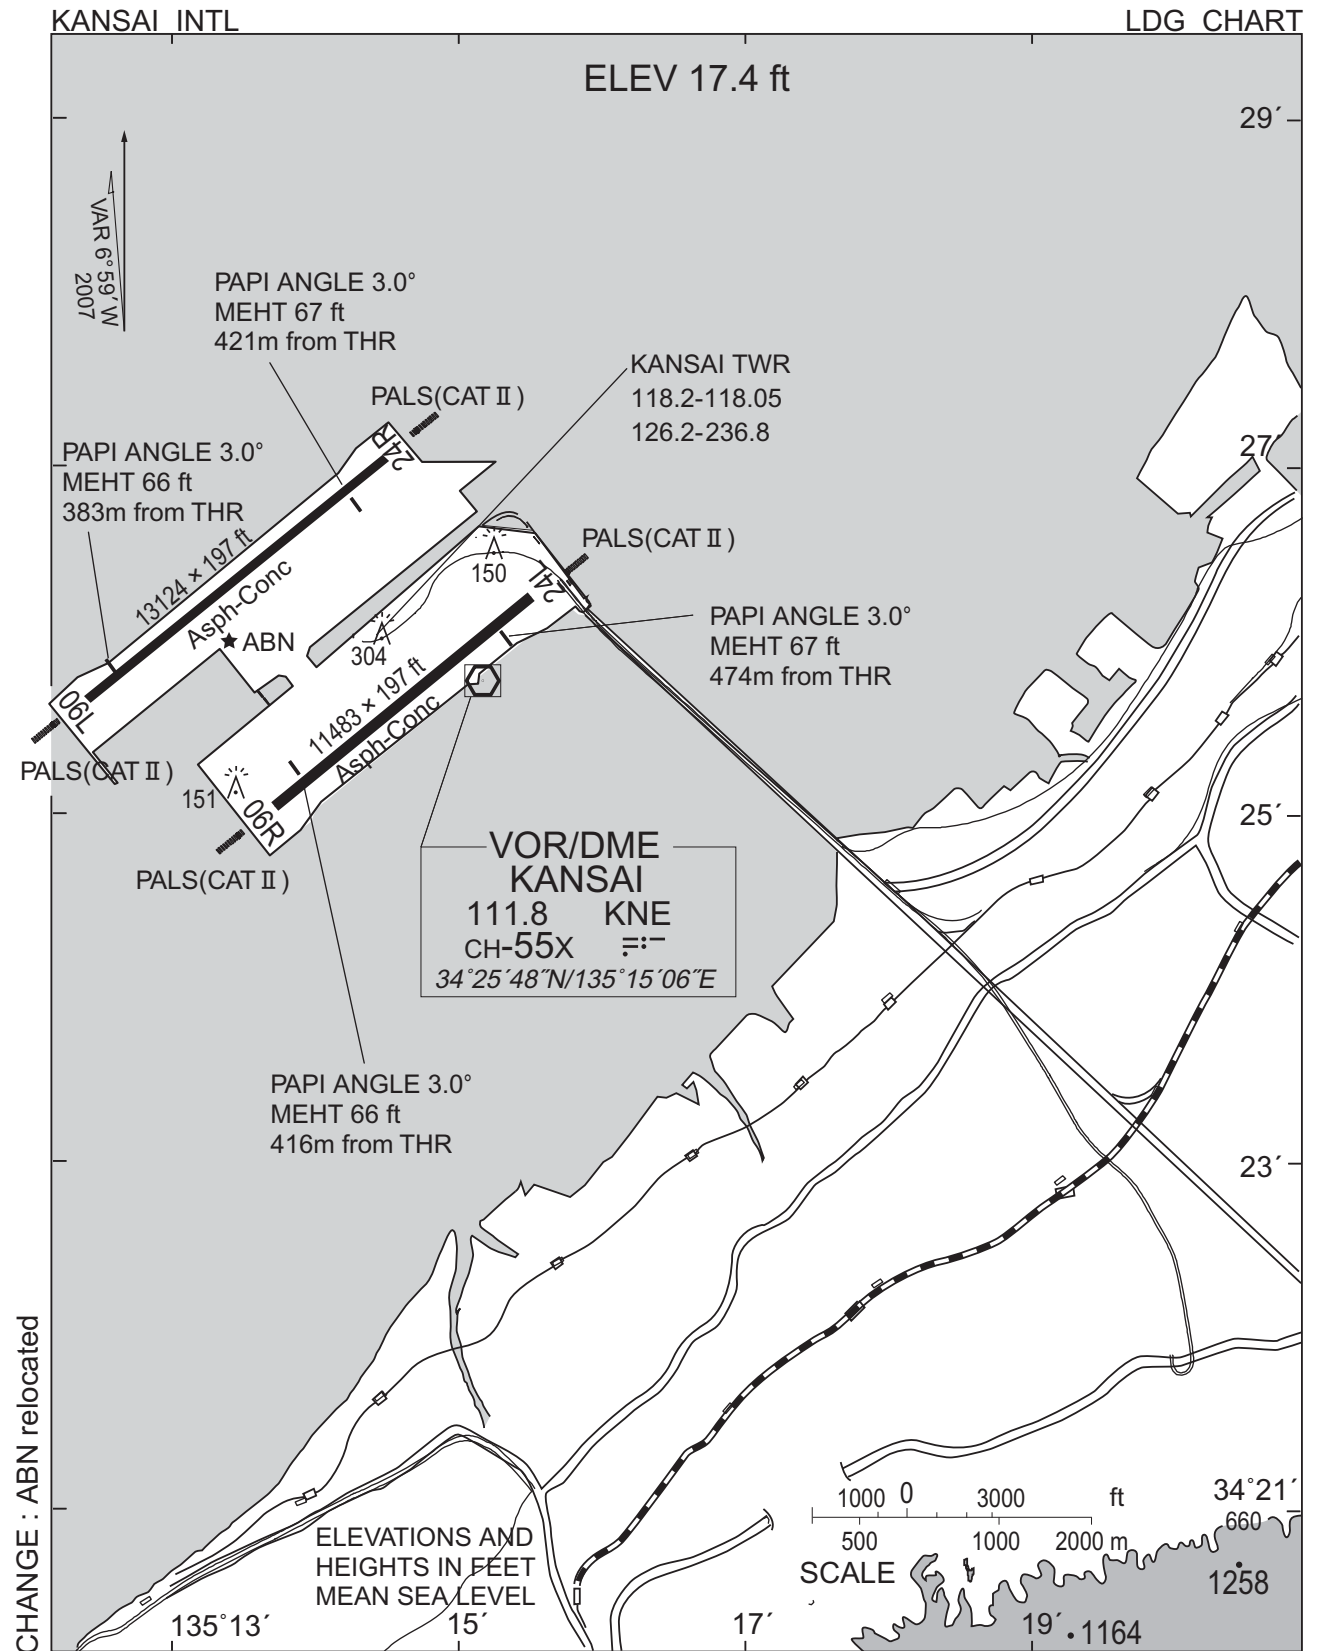 KANSAI INTL
LDG CHART
ELEV 17.4 ft
29´
VAR 6°59´W
2007
PAPI ANGLE 3.0°
MEHT 67 ft
421m from THR
KANSAI TWR
118.2-118.05
126.2-236.8
PALS(CAT Ⅱ)
24R
27´
PAPI ANGLE 3.0°
MEHT 66 ft
383m from THR
13124 × 197 ft
Asph-Conc
ABN
150
PALS(CAT Ⅱ)
24L
304
PAPI ANGLE 3.0°
MEHT 67 ft
474m from THR
06L
PALS(CAT Ⅱ)
11483 × 197 ft
Asph-Conc
151
06R
PALS(CAT Ⅱ)
25´
VOR/DME
KANSAI
111.8 KNE
CH-55X
34°25´48˝N/135°15´06˝E
PAPI ANGLE 3.0°
MEHT 66 ft
416m from THR
23´
CHANGE : ABN relocated
ELEVATIONS AND
HEIGHTS IN FEET
MEAN SEA LEVEL
1000 0 3000 ft
500 1000 2000 m
SCALE
34°21´
660
1258
135°13´
15´
17´
19´
1164